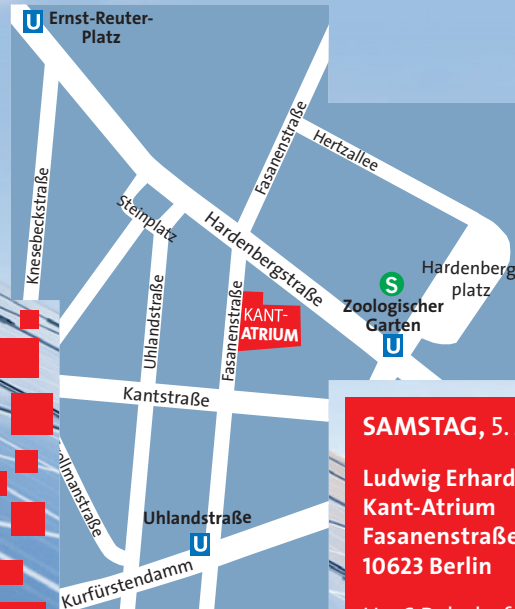 U Ernst-Reuter-
Platz
Knesebeckstraße
Steinplatz
Uhlandstraße
Fasanenstraße
Hertzallee
Hardenbergstraße
Fasanenstraße
KANT-
ATRIUM
S
Zoologischer
Garten
U
Hardenberg
platz
Kantstraße
Uhlandstraße
U
Kurfürstendamm
SAMSTAG, 5.
Ludwig Erhard
Kant-Atrium
Fasanenstraße
10623 Berlin